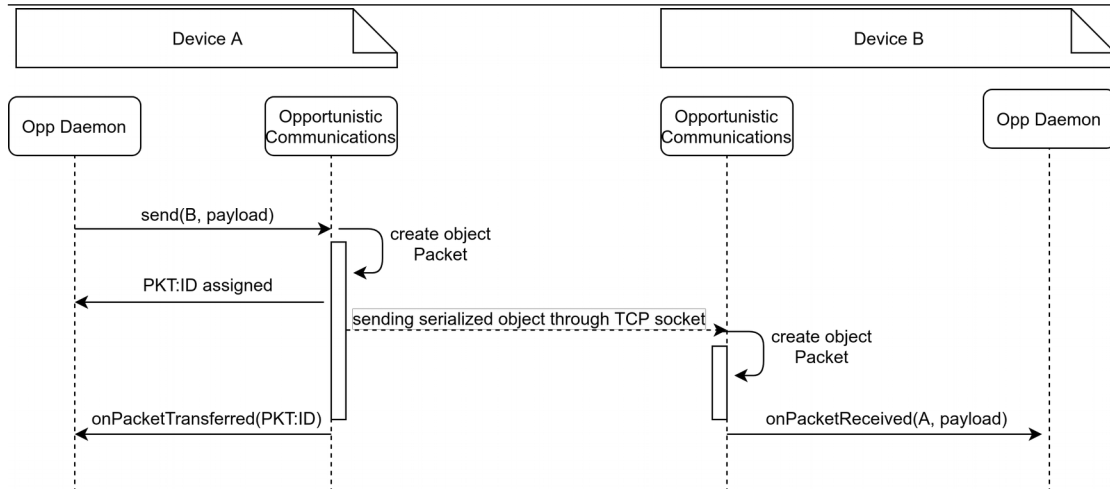 Device A
Device B
Opp Daemon
Opportunistic
Communications
Opportunistic
Communications
Opp Daemon
send(B, payload)
create object
Packet
PKT:ID assigned
sending serialized object through TCP socket
create object
Packet
onPacketTransferred(PKT:ID)
onPacketReceived(A, payload)